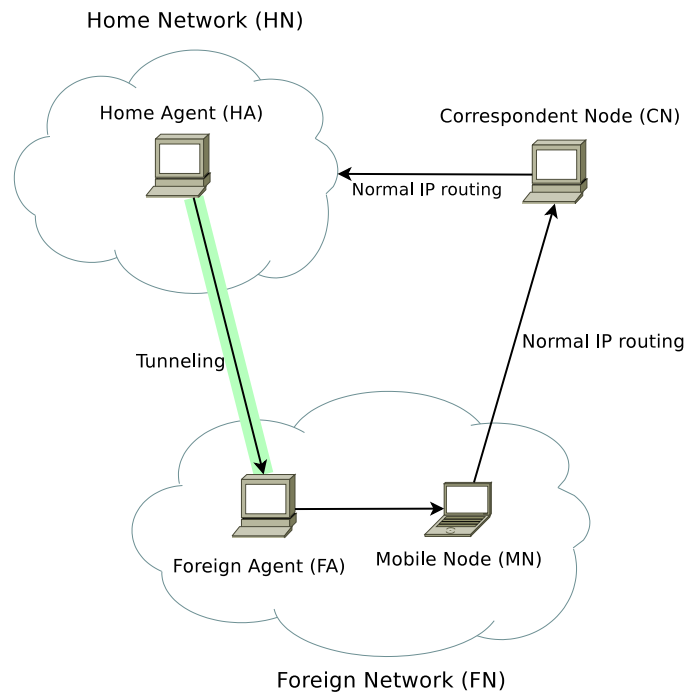 Home Network (HN)
Home Agent (HA)
Correspondent Node (CN)
Normal IP routing
Normal IP routing
Tunneling
Foreign Agent (FA)
Mobile Node (MN)
Foreign Network (FN)